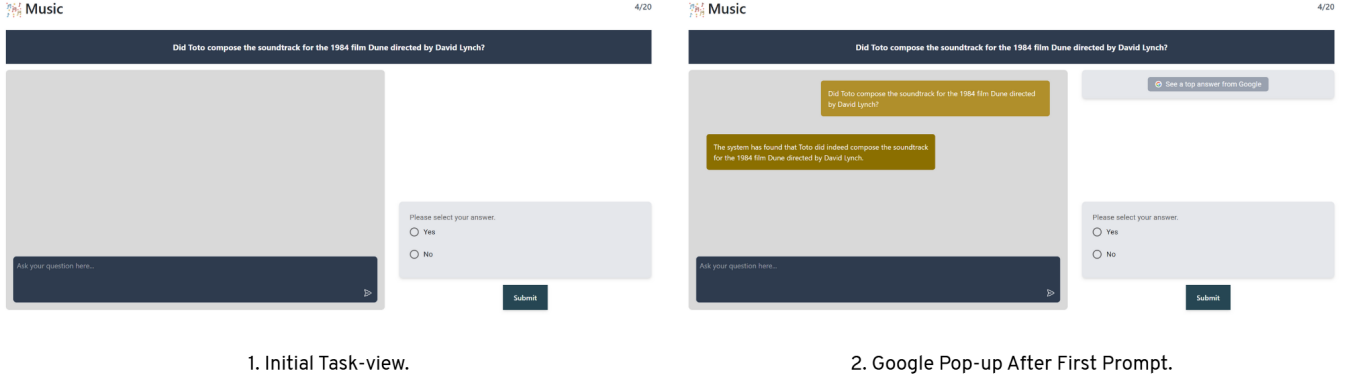 Music
4/20
Did Toto compose the soundtrack for the 1984 film Dune directed by David Lynch?
Please select your answer.
Yes
No
Ask your question here...
Submit
1. Initial Task-view.
Music
4/20
Did Toto compose the soundtrack for the 1984 film Dune directed by David Lynch?
Did Toto compose the soundtrack for the 1984 film Dune directed
by David Lynch?
See a top answer from Google
The system has found that Toto did indeed compose the soundtrack
for the 1984 film Dune directed by David Lynch.
Please select your answer.
Yes
No
Ask your question here...
Submit
2. Google Pop-up After First Prompt.